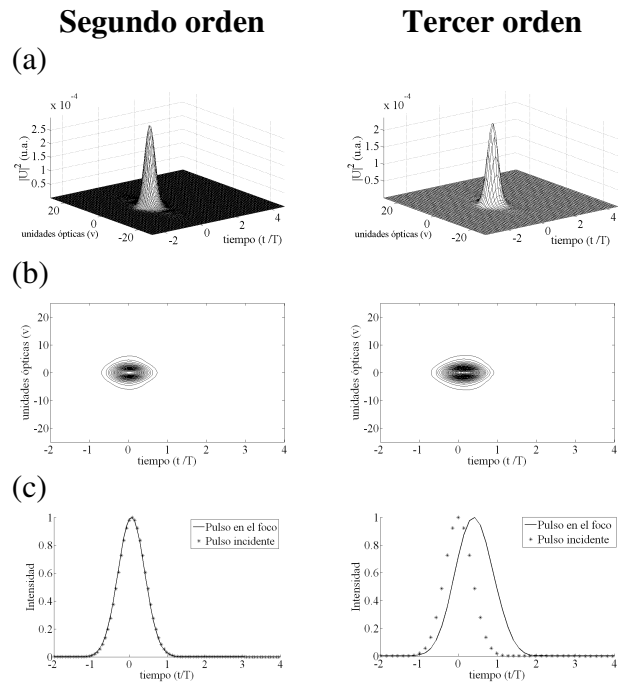 Segundo orden
Tercer orden
(a)
x 10⁻⁴
2.5
2
1.5
1
0.5
|U|² (u.a.)
20
0
-20
unidades ópticas (v)
-2
0
2
4
tiempo (t /T)
x 10⁻⁴
2
1.5
1
0.5
|U|² (u.a.)
20
0
-20
unidades ópticas (v)
-2
0
2
4
tiempo (t /T)
(b)
20
10
0
-10
-20
unidades ópticas (v)
-2 -1 0 1 2 3 4
tiempo (t /T)
20
10
0
-10
-20
unidades ópticas (v)
-2 -1 0 1 2 3 4
tiempo (t /T)
(c)
1
0.8
0.6
0.4
0.2
0
Intensidad
Pulso en el foco
Pulso incidente
-2 -1 0 1 2 3 4
tiempo (t/T)
1
0.8
0.6
0.4
0.2
0
Intensidad
Pulso en el foco
Pulso incidente
-2 -1 0 1 2 3 4
tiempo (t/T)